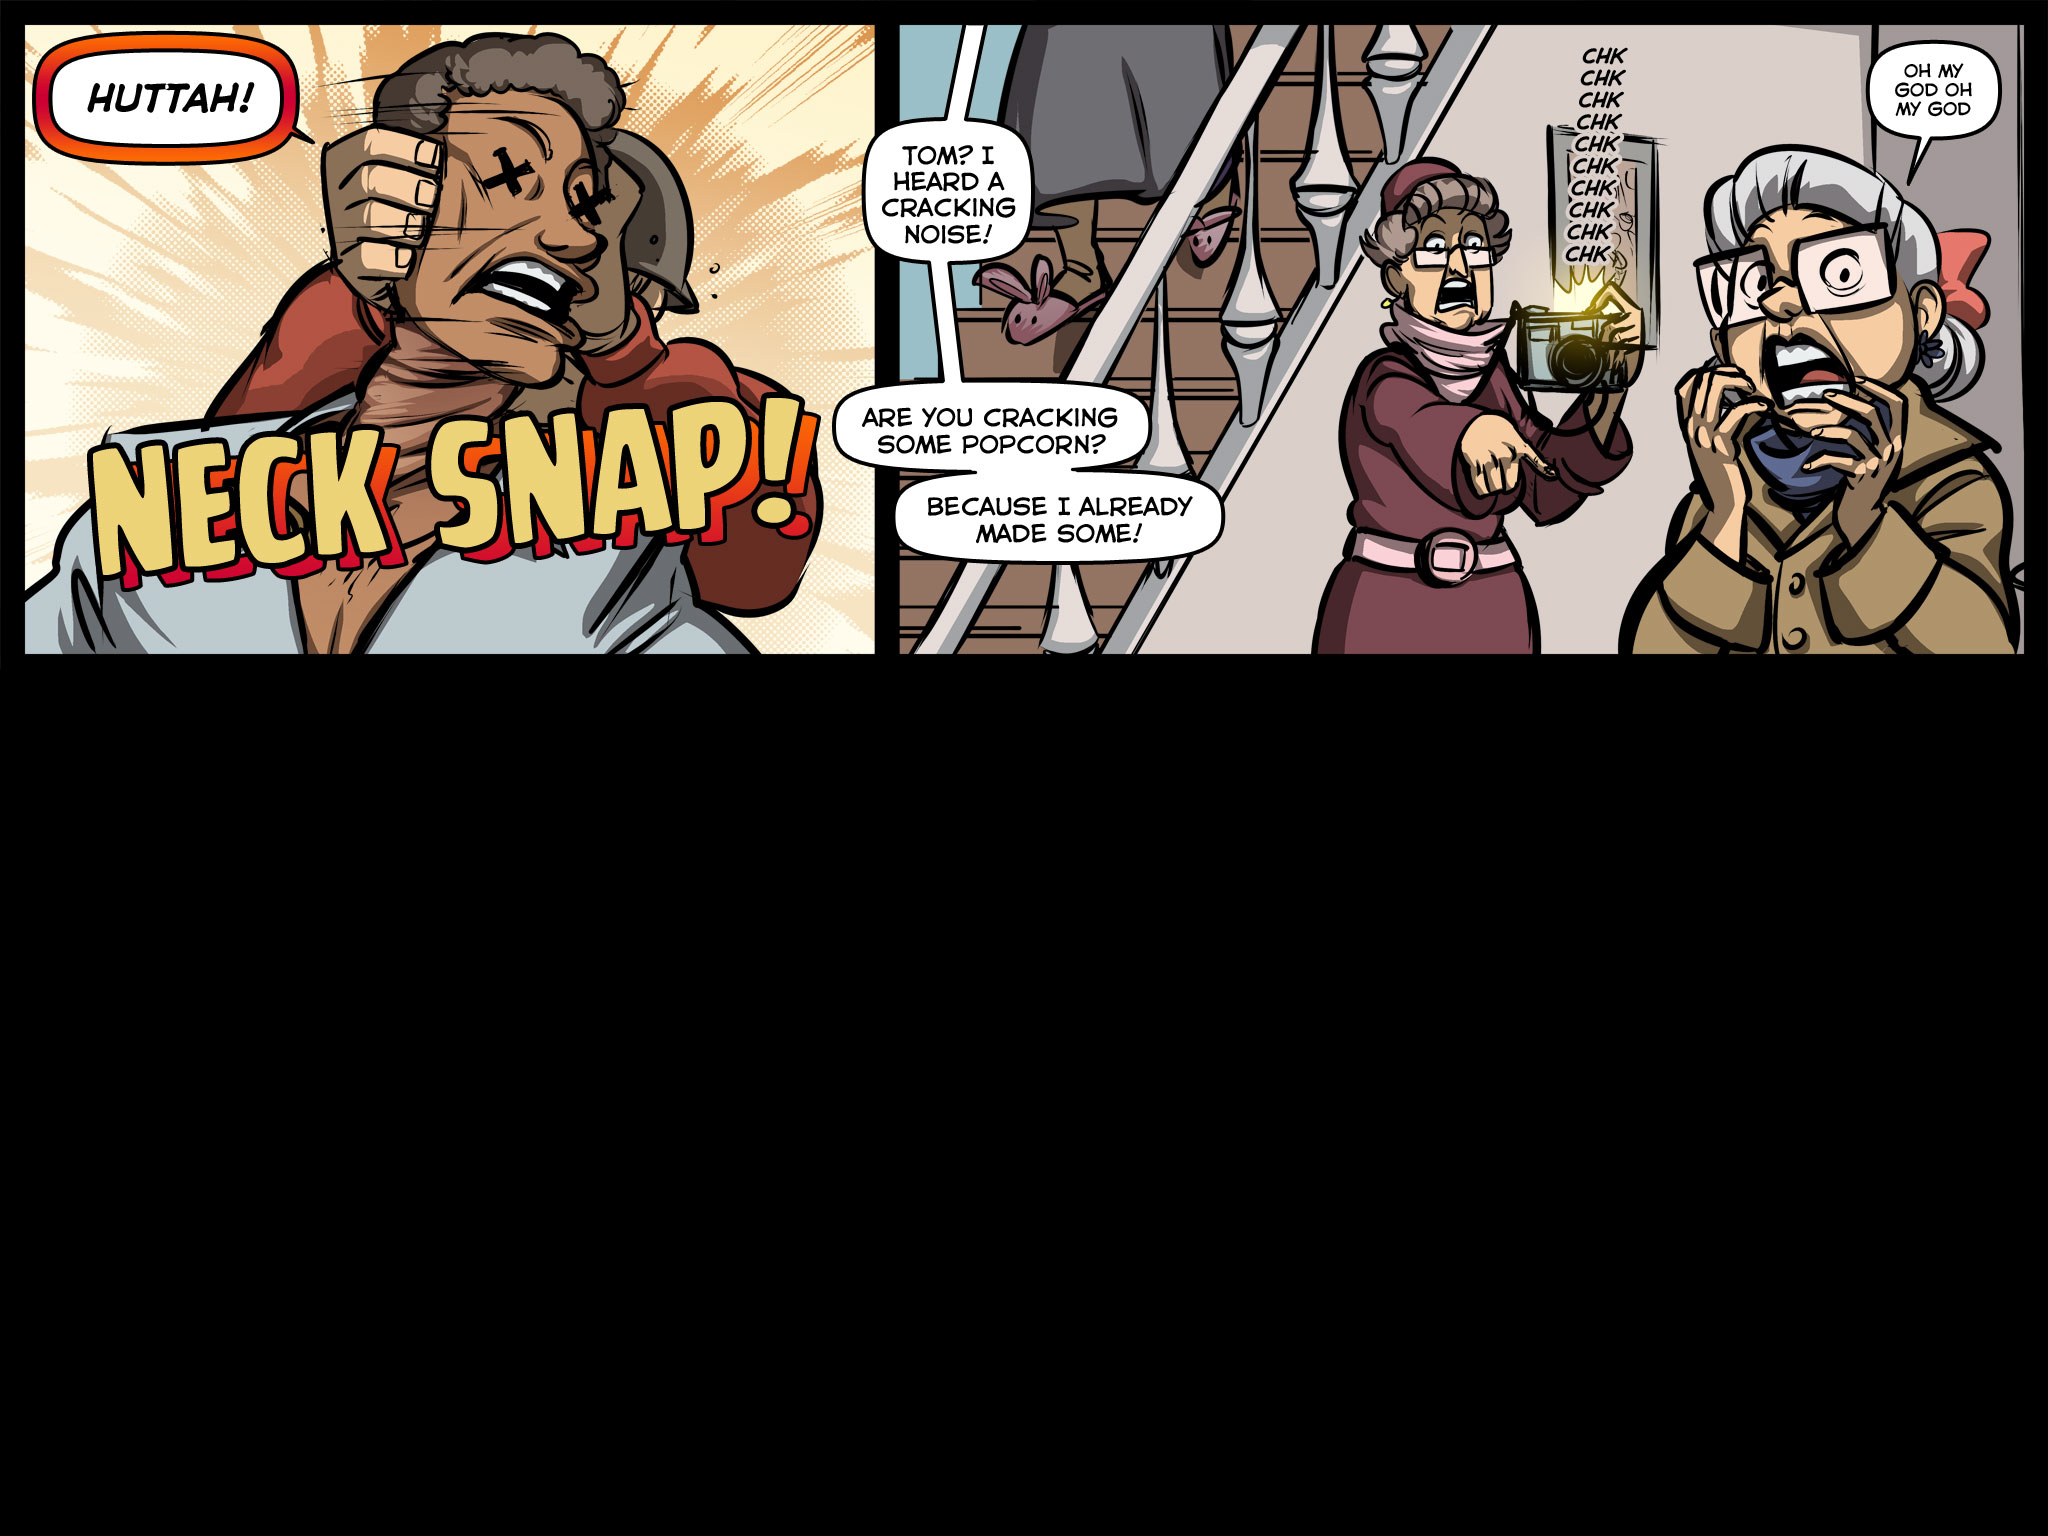 HUTTAH!
NECK SNAP!
TOM? I
HEARD A
CRACKING
NOISE!
ARE YOU CRACKING
SOME POPCORN?
BECAUSE I ALREADY
MADE SOME!
CHK
CHK
CHK
CHK
CHK
CHK
CHK
CHK
CHK
CHK
OH MY
GOD OH
MY GOD